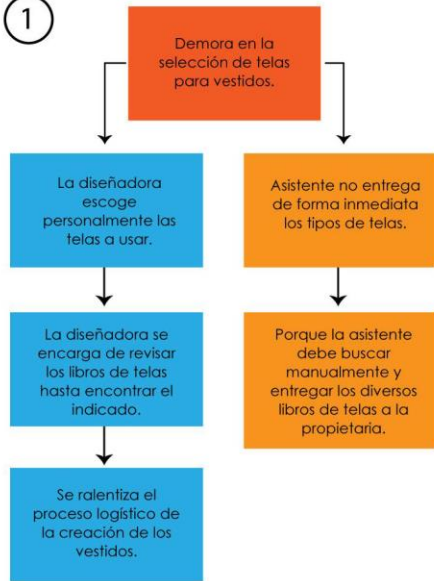 1
Demora en la
selección de telas
para vestidos.
La diseñadora
escoge
personalmente las
telas a usar.
La diseñadora se
encarga de revisar
los libros de telas
hasta encontrar el
indicado.
Se ralentiza el
proceso logístico de
la creación de los
vestidos.
Asistente no entrega
de forma inmediata
los tipos de telas.
Porque la asistente
debe buscar
manualmente y
entregar los diversos
libros de telas a la
propietaria.